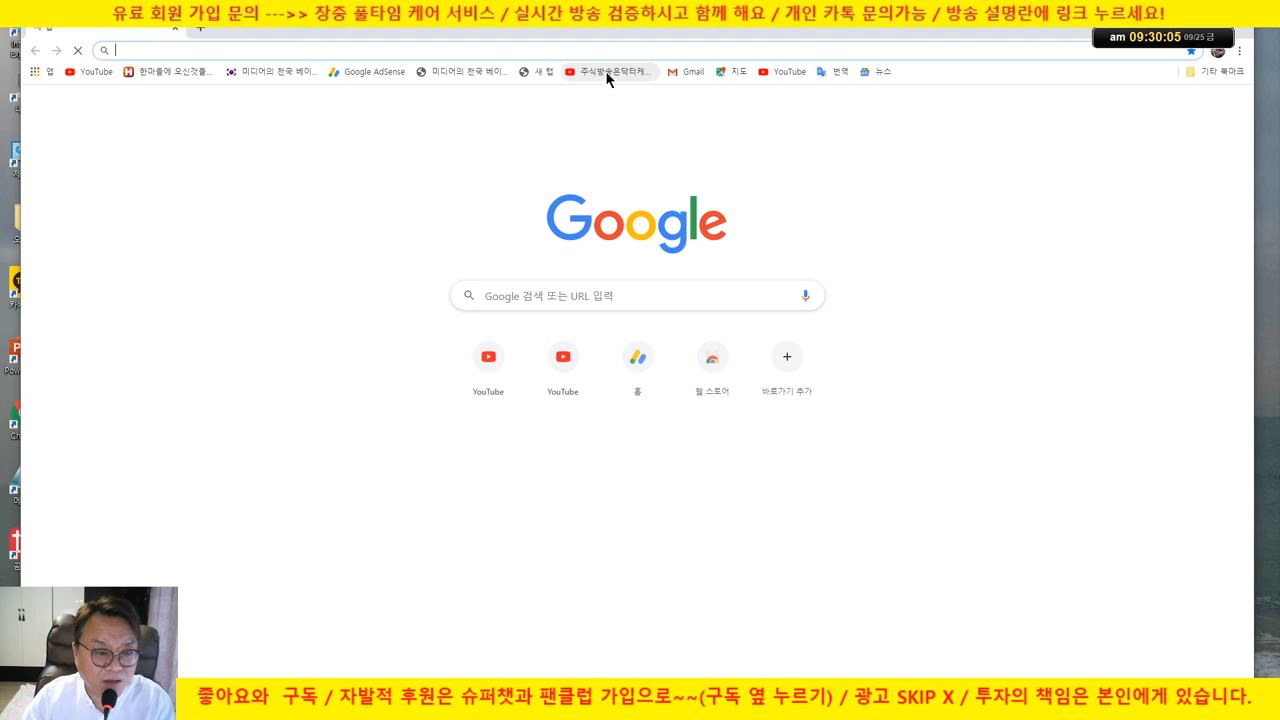 유료 회원 가입 문의 --->> 장중 풀타임 케어 서비스 / 실시간 방송 검증하시고 함께 해요 / 개인 카톡 문의가능 / 방송 설명란에 링크 누르세요!
am 09:30:05 09/25 금
앱 YouTube 한마을에 오신것을... 미디어의 천국 베이... Google AdSense 미디어의 천국 베이... 새 탭 주식방송은닥터케... Gmail 지도 YouTube 번역 뉴스 기타 북마크
Google
Google 검색 또는 URL 입력
YouTube YouTube 홈 웹 스토어 바로가기 추가
좋아요와 구독 / 자발적 후원은 슈퍼챗과 팬클럽 가입으로~~(구독 옆 누르기) / 광고 SKIP X / 투자의 책임은 본인에게 있습니다.